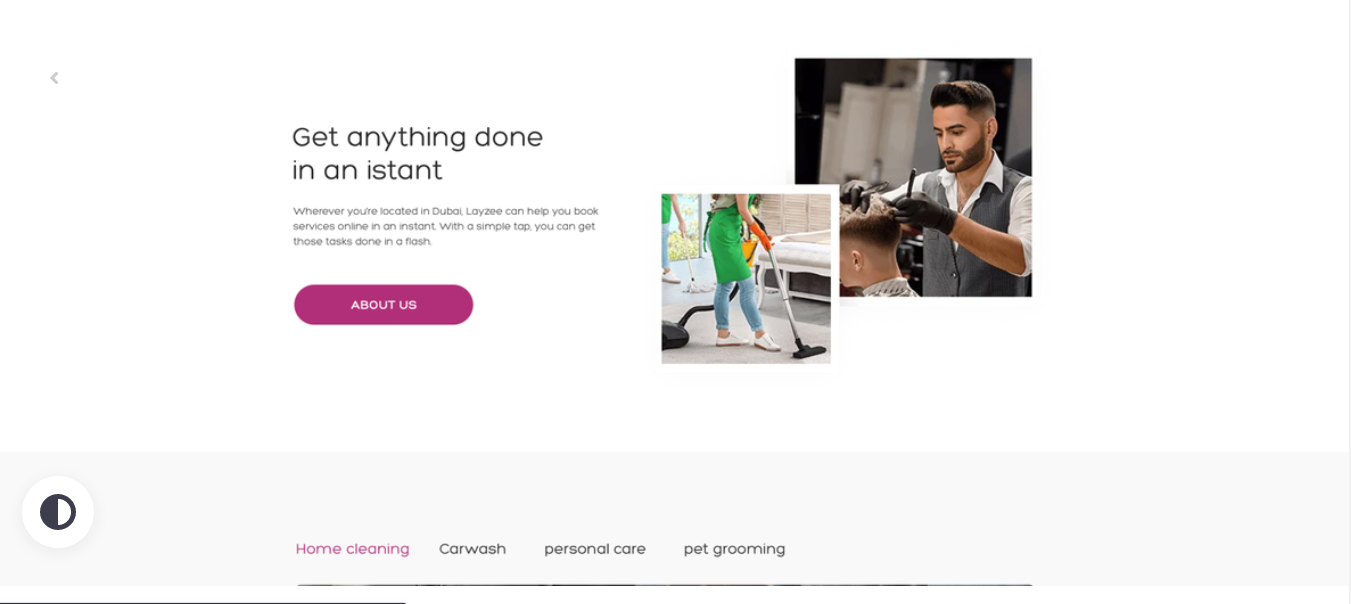 Get anything done
in an istant
Wherever you're located in Dubai, Layzee can help you book
services online in an instant. With a simple tap, you can get
those tasks done in a flash.
ABOUT US
Home cleaning Carwash personal care pet grooming